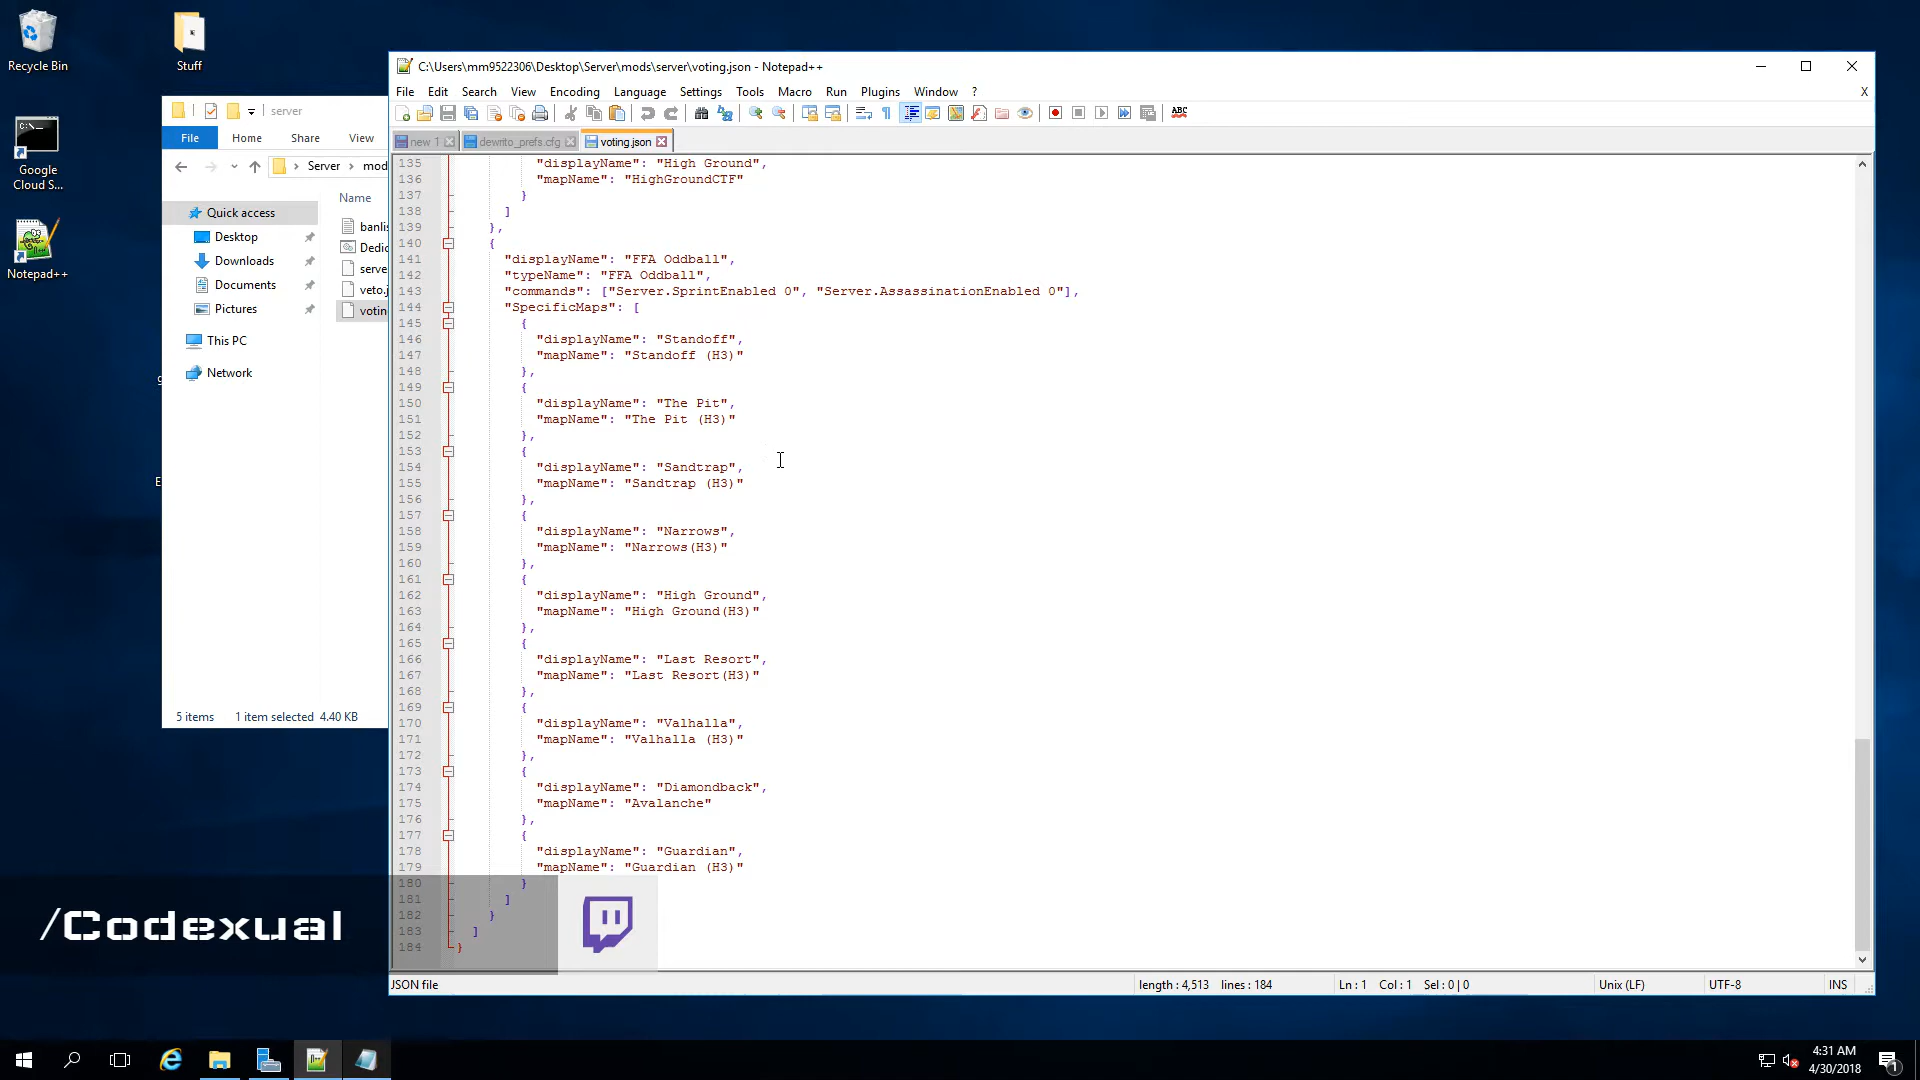 Recycle Bin
Stuff
Google
Cloud S...
Notepad++
server
File
Home
Share
View
Server
mod
Quick access
Desktop
Downloads
Documents
Pictures
This PC
Network
Name
banlis
Dedic
serve
veto.j
votin
5 items
1 item selected 4.40 KB
C:\Users\mm9522306\Desktop\Server\mods\server\voting.json - Notepad++
File Edit Search View Encoding Language Settings Tools Macro Run Plugins Window ?
X
ABC
new 1
dewrito_prefs.cfg
voting.json
135 "displayName": "High Ground",
136 "mapName": "HighGroundCTF"
137 }
138 ]
139 },
140 {
141 "displayName": "FFA Oddball",
142 "typeName": "FFA Oddball",
143 "commands": ["Server.SprintEnabled 0", "Server.AssassinationEnabled 0"],
144 "SpecificMaps": [
145 {
146 "displayName": "Standoff",
147 "mapName": "Standoff (H3)"
148 },
149 {
150 "displayName": "The Pit",
151 "mapName": "The Pit (H3)"
152 },
153 {
154 "displayName": "Sandtrap",
155 "mapName": "Sandtrap (H3)"
156 },
157 {
158 "displayName": "Narrows",
159 "mapName": "Narrows(H3)"
160 },
161 {
162 "displayName": "High Ground",
163 "mapName": "High Ground(H3)"
164 },
165 {
166 "displayName": "Last Resort",
167 "mapName": "Last Resort(H3)"
168 },
169 {
170 "displayName": "Valhalla",
171 "mapName": "Valhalla (H3)"
172 },
173 {
174 "displayName": "Diamondback",
175 "mapName": "Avalanche"
176 },
177 {
178 "displayName": "Guardian",
179 "mapName": "Guardian (H3)"
180 }
181 ]
182 }
183 ]
184 }
/Codexual
JSON file
length : 4,513 lines : 184
Ln : 1 Col : 1 Sel : 0 | 0
Unix (LF)
UTF-8
INS
4:31 AM
4/30/2018
1